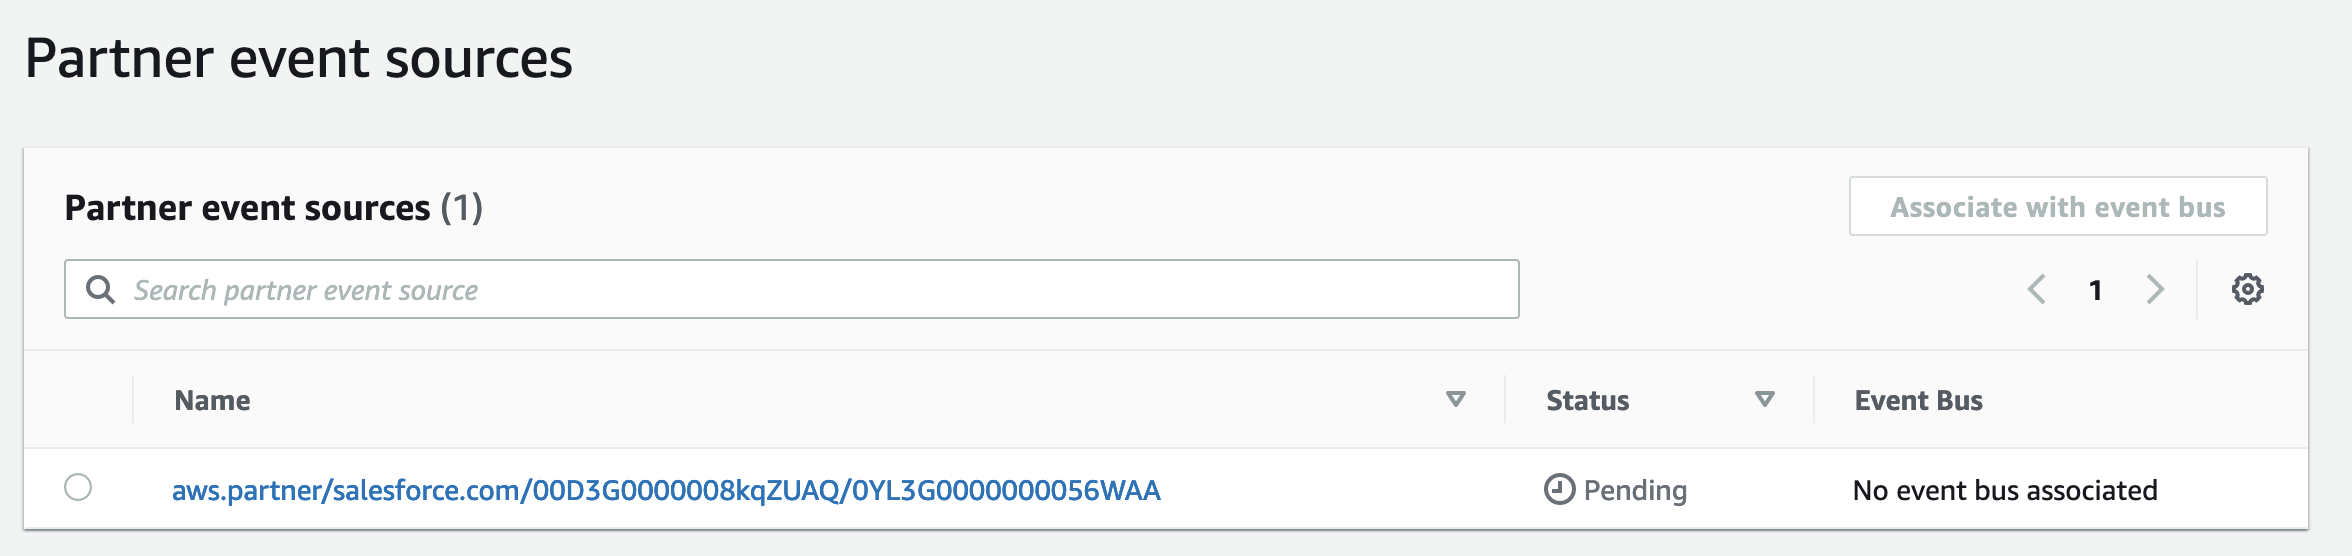 Partner event sources
Partner event sources (1)
Associate with event bus
Search partner event source
1
Name
Status
Event Bus
aws.partner/salesforce.com/00D3G0000008kqZUAQ/0YL3G0000000056WAA
Pending
No event bus associated